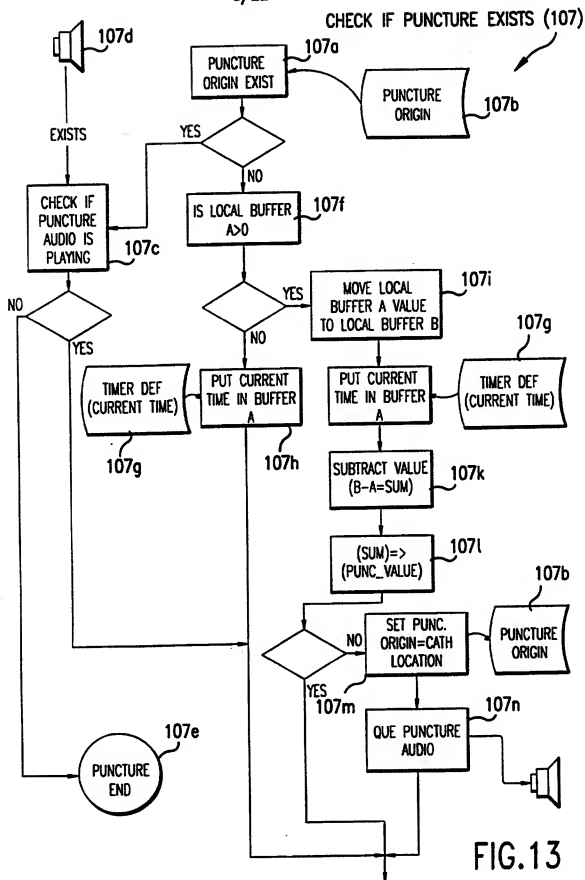 CHECK IF PUNCTURE EXISTS (107)
107d
107a
PUNCTURE
ORIGIN EXIST
PUNCTURE
ORIGIN
107b
EXISTS
YES
NO
CHECK IF
PUNCTURE
AUDIO IS
PLAYING
107c
IS LOCAL BUFFER
A>0
107f
NO
YES
YES
NO
MOVE LOCAL
BUFFER A VALUE
TO LOCAL BUFFER B
107i
107g
TIMER DEF
(CURRENT TIME)
107g
PUT CURRENT
TIME IN BUFFER
A
107h
PUT CURRENT
TIME IN BUFFER
A
TIMER DEF
(CURRENT TIME)
SUBTRACT VALUE
(B-A=SUM)
107k
(SUM)=>
(PUNC_VALUE)
107l
107b
NO
YES
SET PUNC.
ORIGIN=CATH
LOCATION
107m
PUNCTURE
ORIGIN
107n
QUE PUNCTURE
AUDIO
107e
PUNCTURE
END
FIG.13